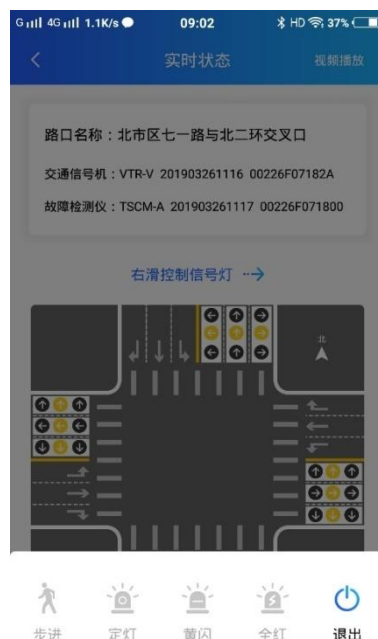 G 4G 1.1K/s 09:02 HD 37%
实时状态 视频播放
路口名称：北市区七一路与北二环交叉口
交通信号机：VTR-V 201903261116 00226F07182A
故障检测仪：TSCM-A 201903261117 00226F071800
右滑控制信号灯
北
步进 定灯 黄闪 全红 退出